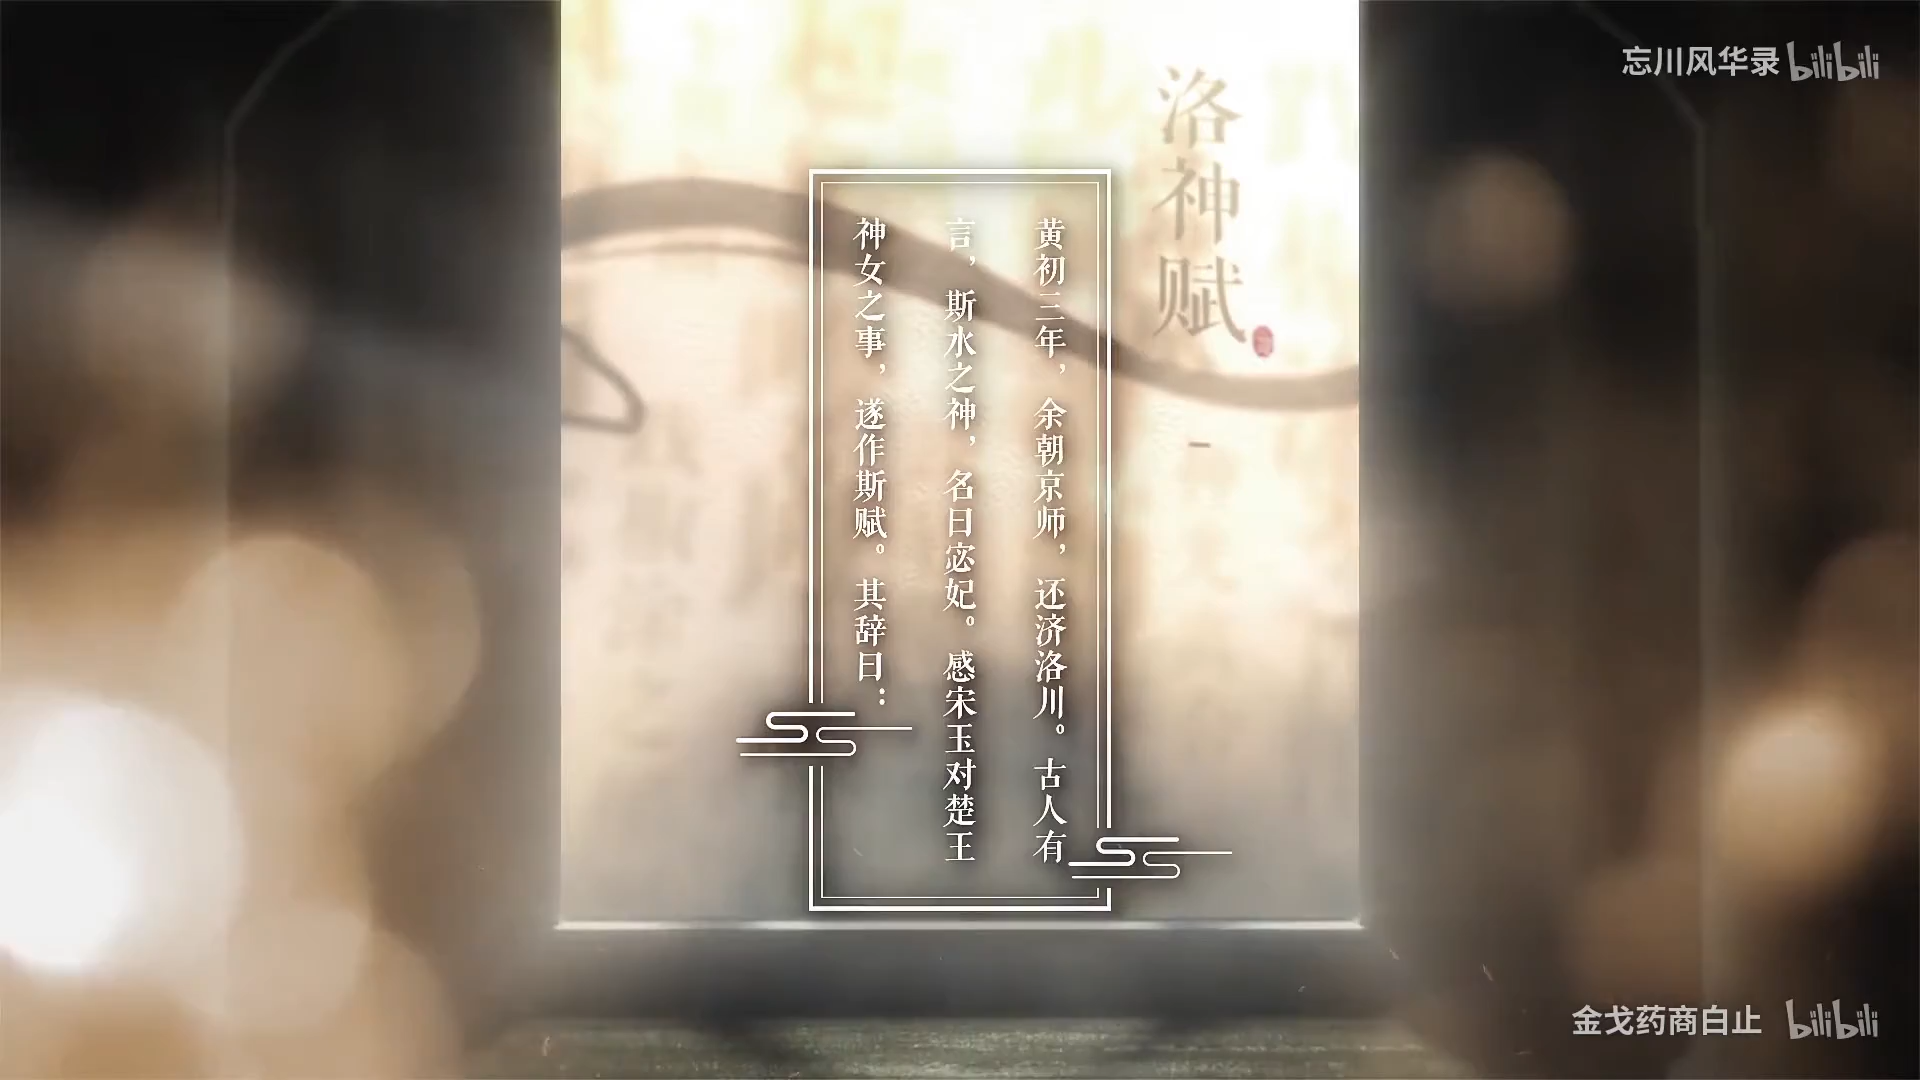 忘川风华录 bilibili
洛神赋
黄初三年，余朝京师，还济洛川。古人有
言，斯水之神，名曰宓妃。感宋玉对楚王
神女之事，遂作斯赋。其辞曰：
金戈药商白止 bilibili